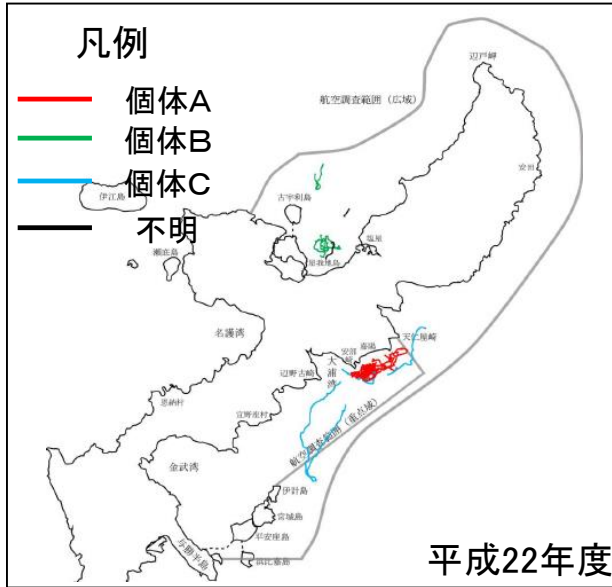 凡例
個体A
個体B
個体C
不明
辺戸岬
航空調査範囲（広域）
安田
伊江島
古宇利島
塩屋
瀬底島
屋我地島
名護湾
天仁屋崎
嘉陽
安部崎
大浦湾
辺野古崎
恩納村
宜野座村
航空調査範囲（重点域）
金武湾
伊計島
宮城島
平安座島
与勝半島
浜比嘉島
平成22年度